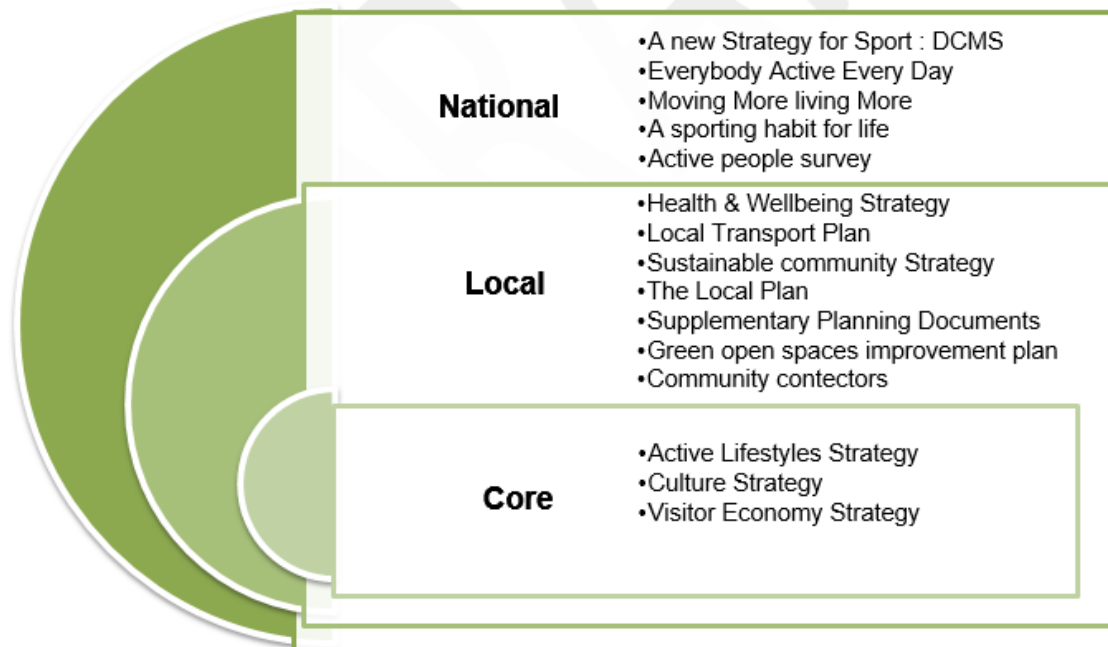 National
•A new Strategy for Sport : DCMS
•Everybody Active Every Day
•Moving More living More
•A sporting habit for life
•Active people survey
Local
•Health & Wellbeing Strategy
•Local Transport Plan
•Sustainable community Strategy
•The Local Plan
•Supplementary Planning Documents
•Green open spaces improvement plan
•Community contectors
Core
•Active Lifestyles Strategy
•Culture Strategy
•Visitor Economy Strategy